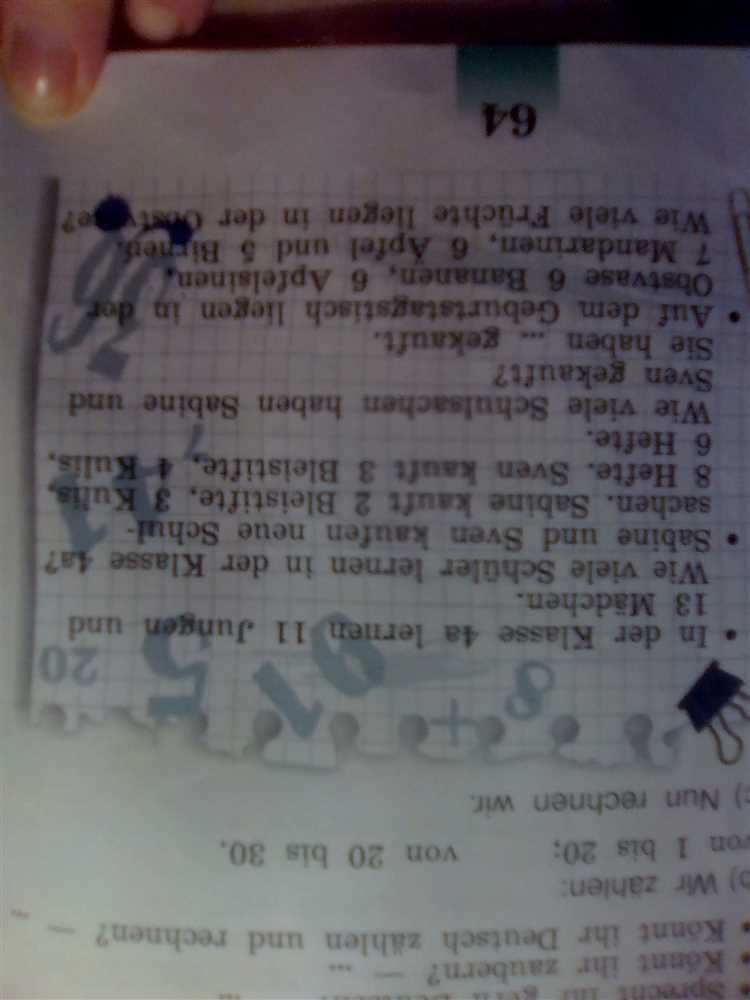 • Könnt ihr zaubern? — ...
• Könnt ihr Deutsch zählen und rechnen? — ...
b) Wir zählen:
von 1 bis 20; von 20 bis 30.
c) Nun rechnen wir.
8 + 91 5 20
• In der Klasse 4a lernen 11 Jungen und
13 Mädchen.
Wie viele Schüler lernen in der Klasse 4a?
• Sabine und Sven kaufen neue Schul-
sachen. Sabine kauft 2 Bleistifte, 3 Kulis,
8 Hefte. Sven kauft 3 Bleistifte, 4 Kulis,
6 Hefte.
Wie viele Schulsachen haben Sabine und
Sven gekauft?
Sie haben ... gekauft.
• Auf dem Geburtstagstisch liegen in der
Obstvase 6 Bananen, 6 Apfelsinen,
7 Mandarinen, 6 Äpfel und 5 Birnen.
Wie viele Früchte liegen in der Obstvase?
64